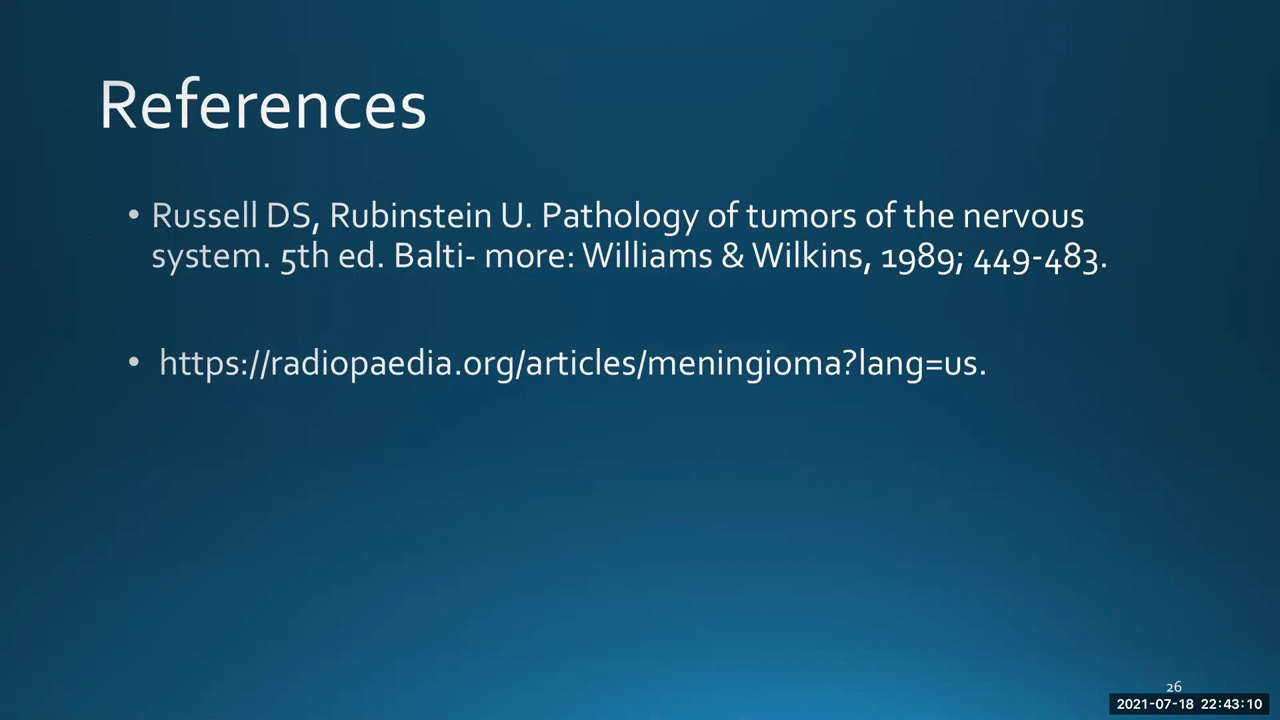 References
• Russell DS, Rubinstein U. Pathology of tumors of the nervous
system. 5th ed. Balti- more: Williams & Wilkins, 1989; 449-483.
• https://radiopaedia.org/articles/meningioma?lang=us.
26
2021-07-18 22:43:10